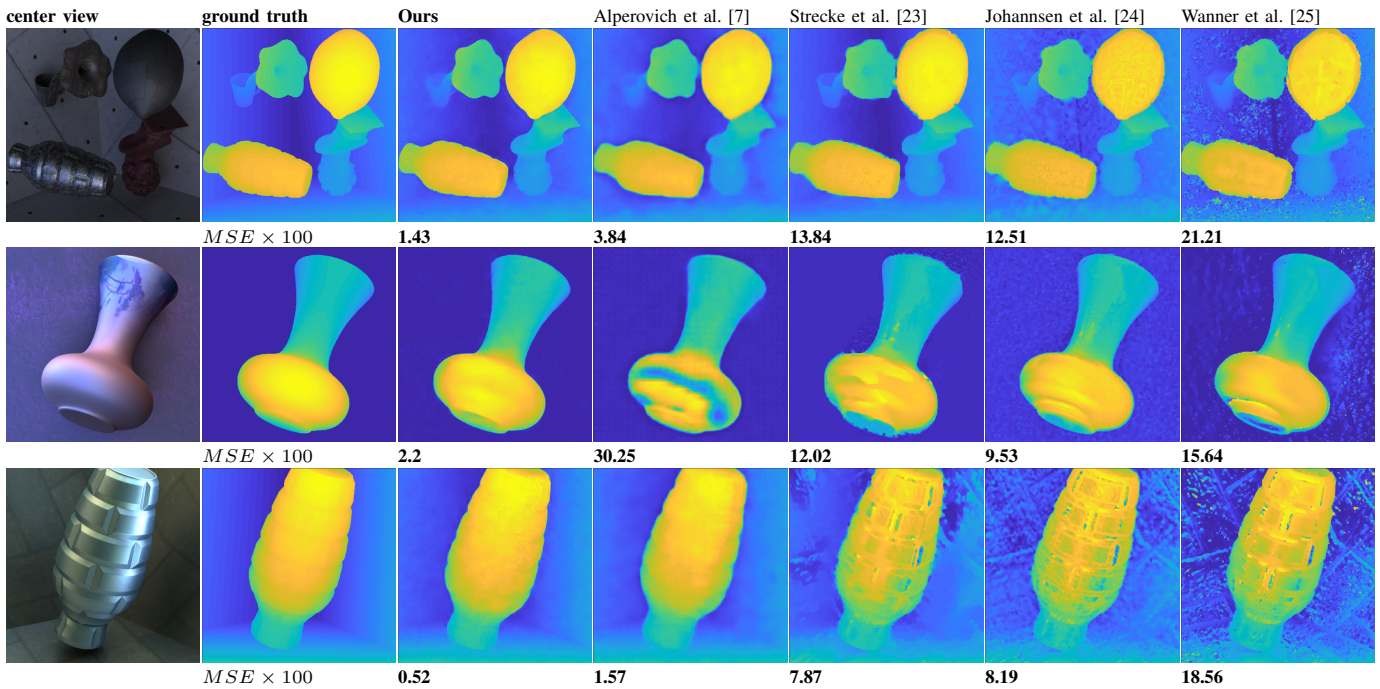 center view ground truth Ours Alperovich et al. [7] Strecke et al. [23] Johannsen et al. [24] Wanner et al. [25]
MSE × 100 1.43 3.84 13.84 12.51 21.21
MSE × 100 2.2 30.25 12.02 9.53 15.64
MSE × 100 0.52 1.57 7.87 8.19 18.56